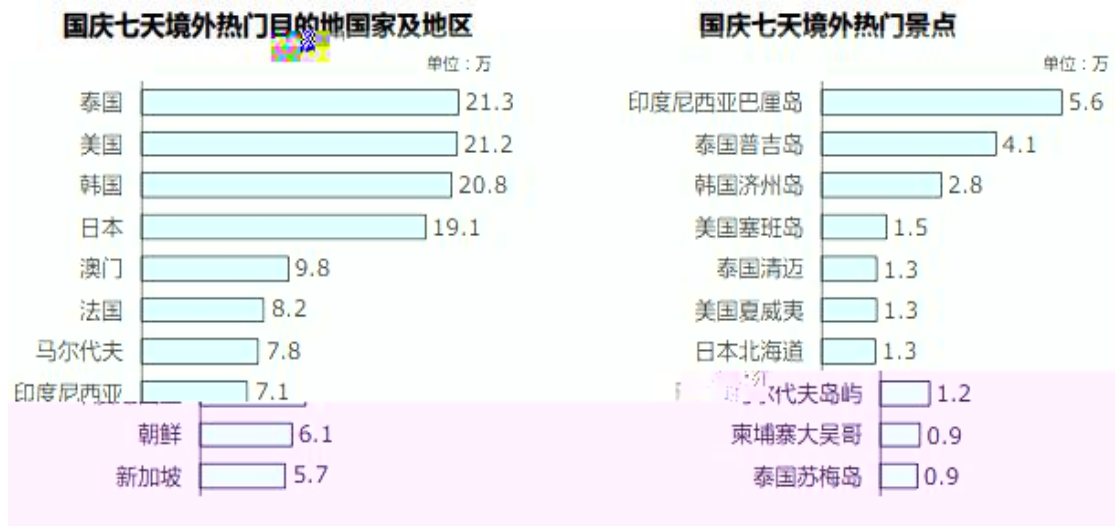 国庆七天境外热门目的地国家及地区
单位：万
泰国 21.3
美国 21.2
韩国 20.8
日本 19.1
澳门 9.8
法国 8.2
马尔代夫 7.8
印度尼西亚 7.1
朝鲜 6.1
新加坡 5.7
国庆七天境外热门景点
单位：万
印度尼西亚巴厘岛 5.6
泰国普吉岛 4.1
韩国济州岛 2.8
美国塞班岛 1.5
泰国清迈 1.3
美国夏威夷 1.3
日本北海道 1.3
代夫岛屿 1.2
柬埔寨大吴哥 0.9
泰国苏梅岛 0.9